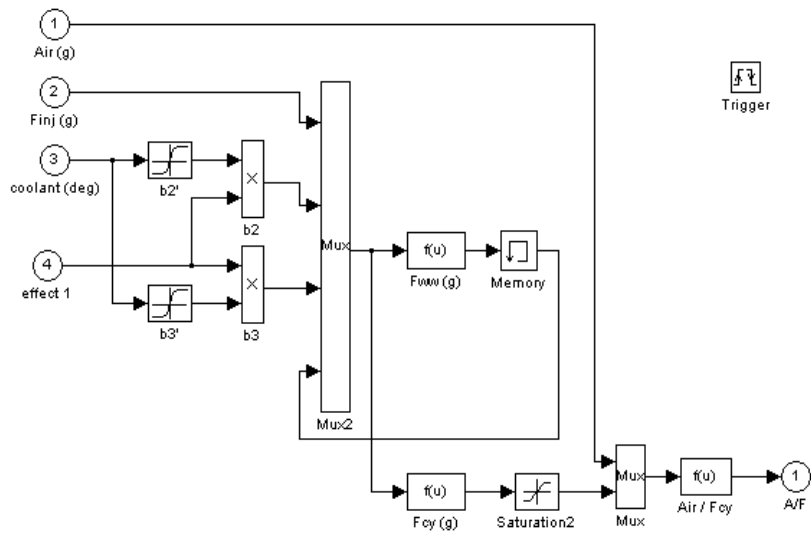 1
Air (g)
2
Finj (g)
3
coolant (deg)
b2'
×
b2
4
effect 1
b3'
×
b3
Mux
Mux2
f(u)
Fww (g)
Memory
Trigger
f(u)
Fcy (g)
Saturation2
Mux
Mux
f(u)
Air / Fcy
1
A/F